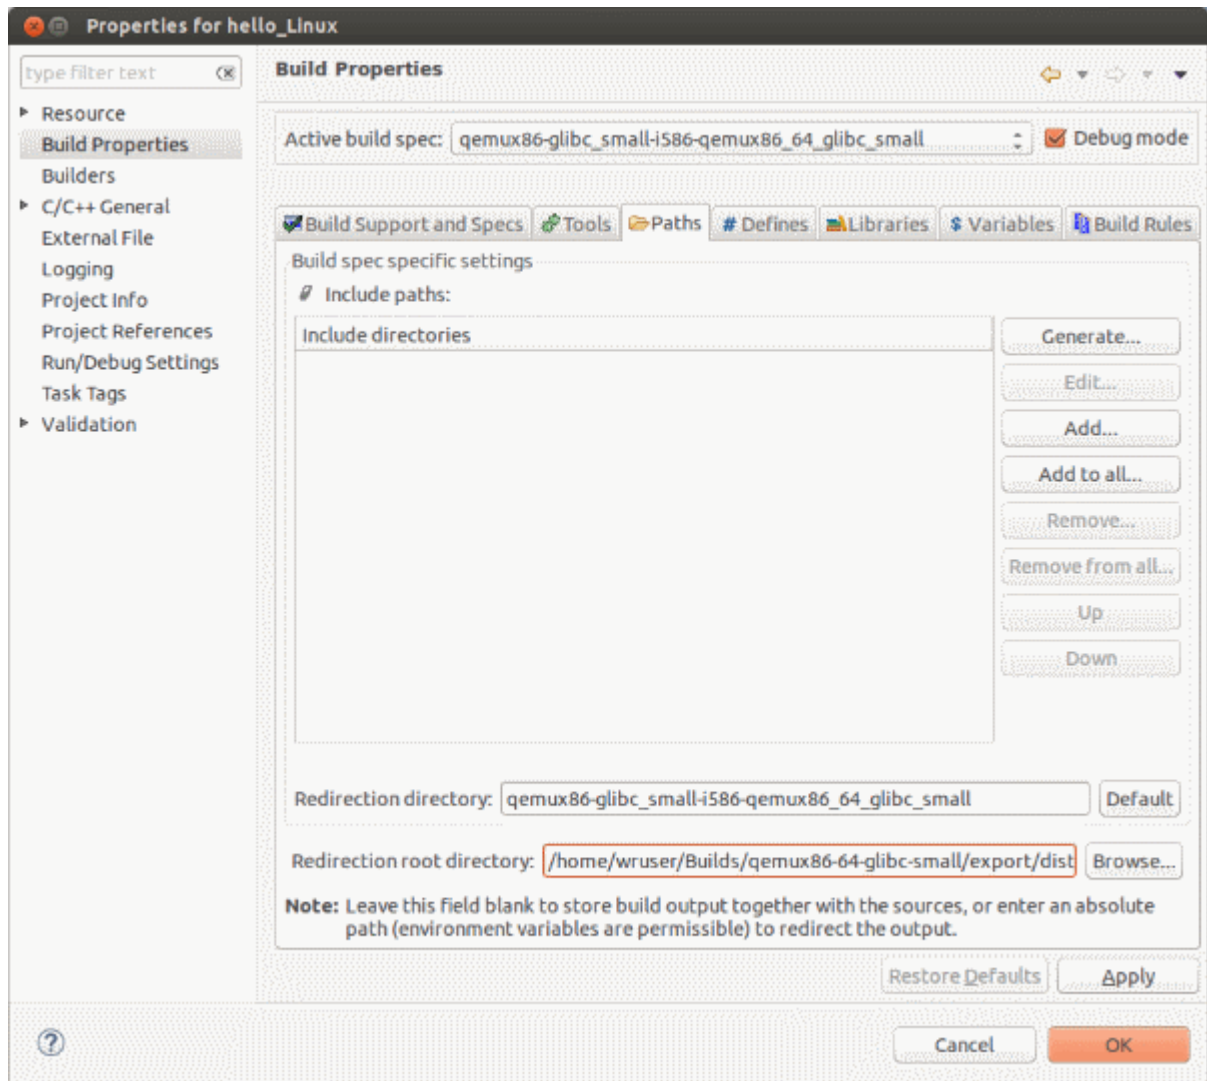 Properties for hello_Linux
type filter text
Build Properties
Resource
Build Properties
Builders
C/C++ General
External File
Logging
Project Info
Project References
Run/Debug Settings
Task Tags
Validation
Active build spec: qemux86-glibc_small-i586-qemux86_64_glibc_small Debug mode
Build Support and Specs Tools Paths # Defines Libraries $ Variables Build Rules
Build spec specific settings
Include paths:
Include directories
Generate...
Edit...
Add...
Add to all...
Remove...
Remove from all...
Up
Down
Redirection directory: qemux86-glibc_small-i586-qemux86_64_glibc_small Default
Redirection root directory: /home/wruser/Builds/qemux86-64-glibc-small/export/dist Browse...
Note: Leave this field blank to store build output together with the sources, or enter an absolute
path (environment variables are permissible) to redirect the output.
Restore Defaults Apply
? Cancel OK